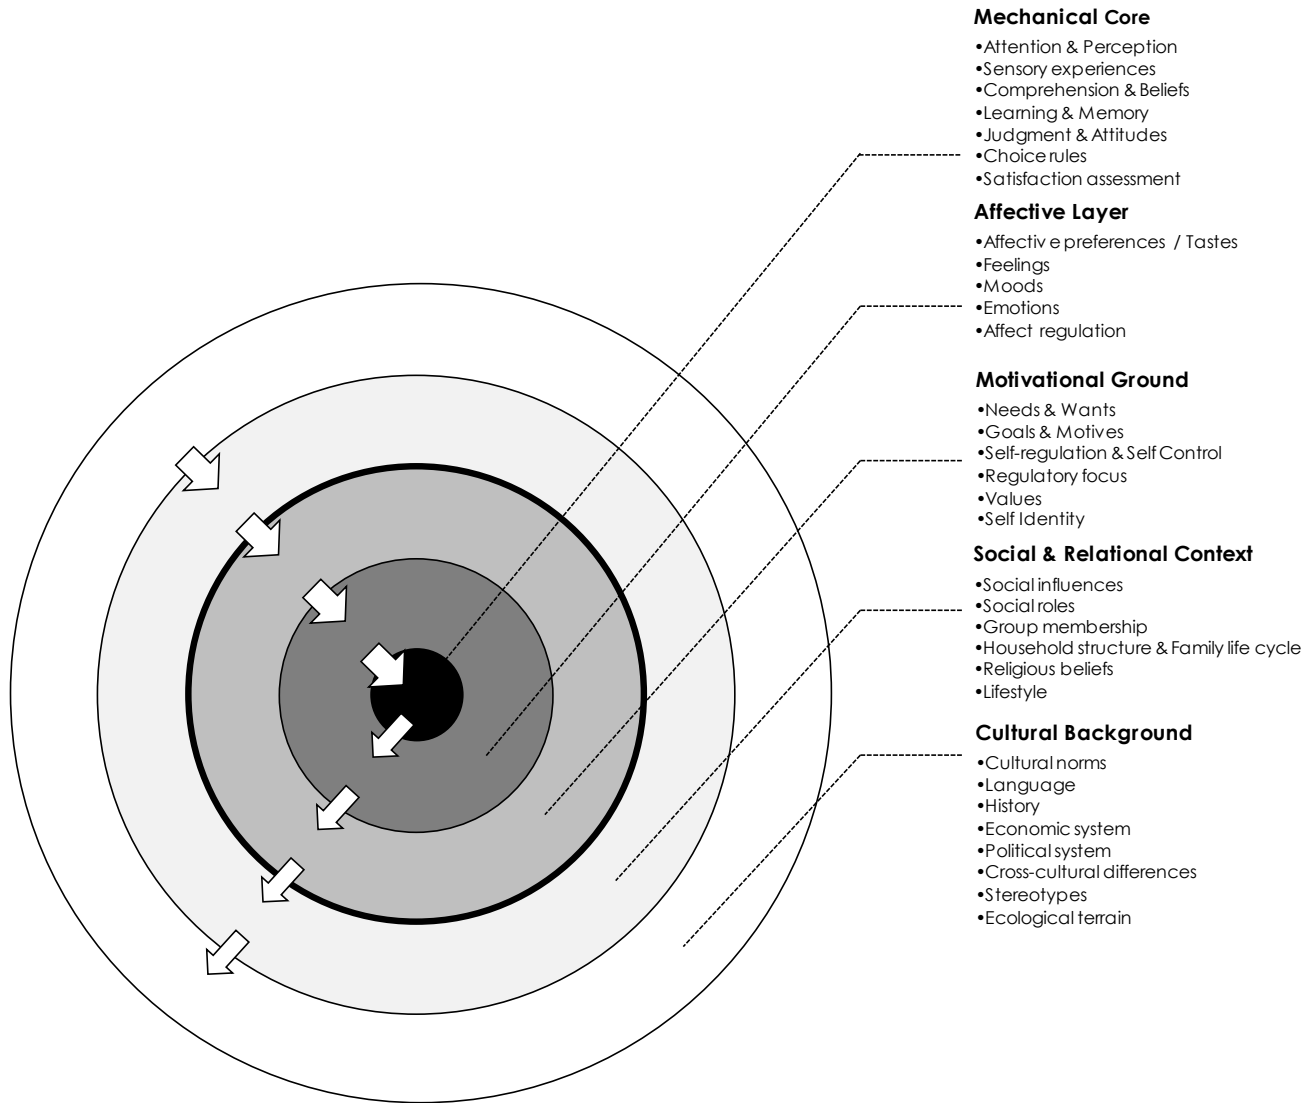 Mechanical Core
•Attention & Perception
•Sensory experiences
•Comprehension & Beliefs
•Learning & Memory
•Judgment & Attitudes
•Choice rules
•Satisfaction assessment
Affective Layer
•Affective preferences / Tastes
•Feelings
•Moods
•Emotions
•Affect regulation
Motivational Ground
•Needs & Wants
•Goals & Motives
•Self-regulation & Self Control
•Regulatory focus
•Values
•Self Identity
Social & Relational Context
•Social influences
•Social roles
•Group membership
•Household structure & Family life cycle
•Religious beliefs
•Lifestyle
Cultural Background
•Cultural norms
•Language
•History
•Economic system
•Political system
•Cross-cultural differences
•Stereotypes
•Ecological terrain